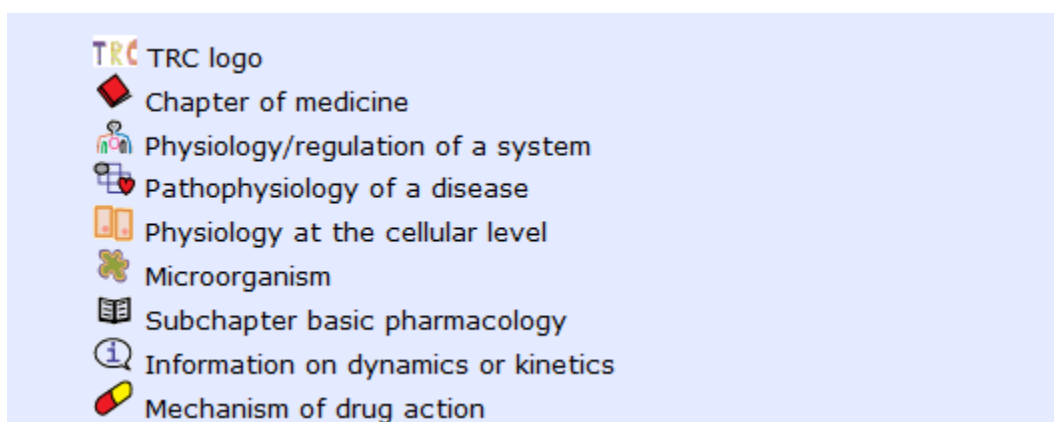 TRC TRC logo
Chapter of medicine
Physiology/regulation of a system
Pathophysiology of a disease
Physiology at the cellular level
Microorganism
Subchapter basic pharmacology
i Information on dynamics or kinetics
Mechanism of drug action